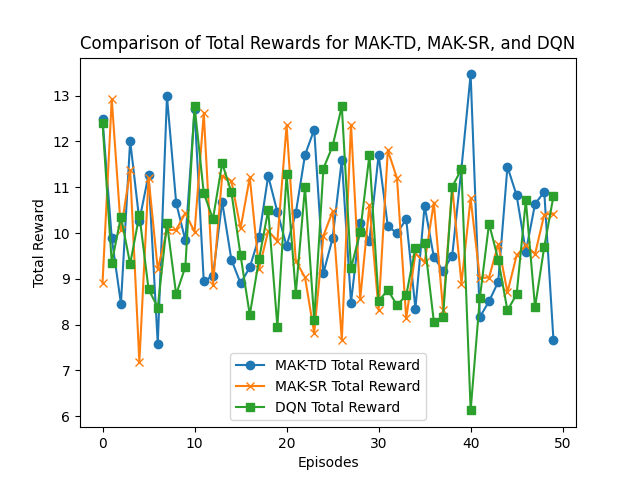 Comparison of Total Rewards for MAK-TD, MAK-SR, and DQN
Total Reward
13
12
11
10
9
8
7
6
MAK-TD Total Reward
MAK-SR Total Reward
DQN Total Reward
0 10 20 30 40 50
Episodes